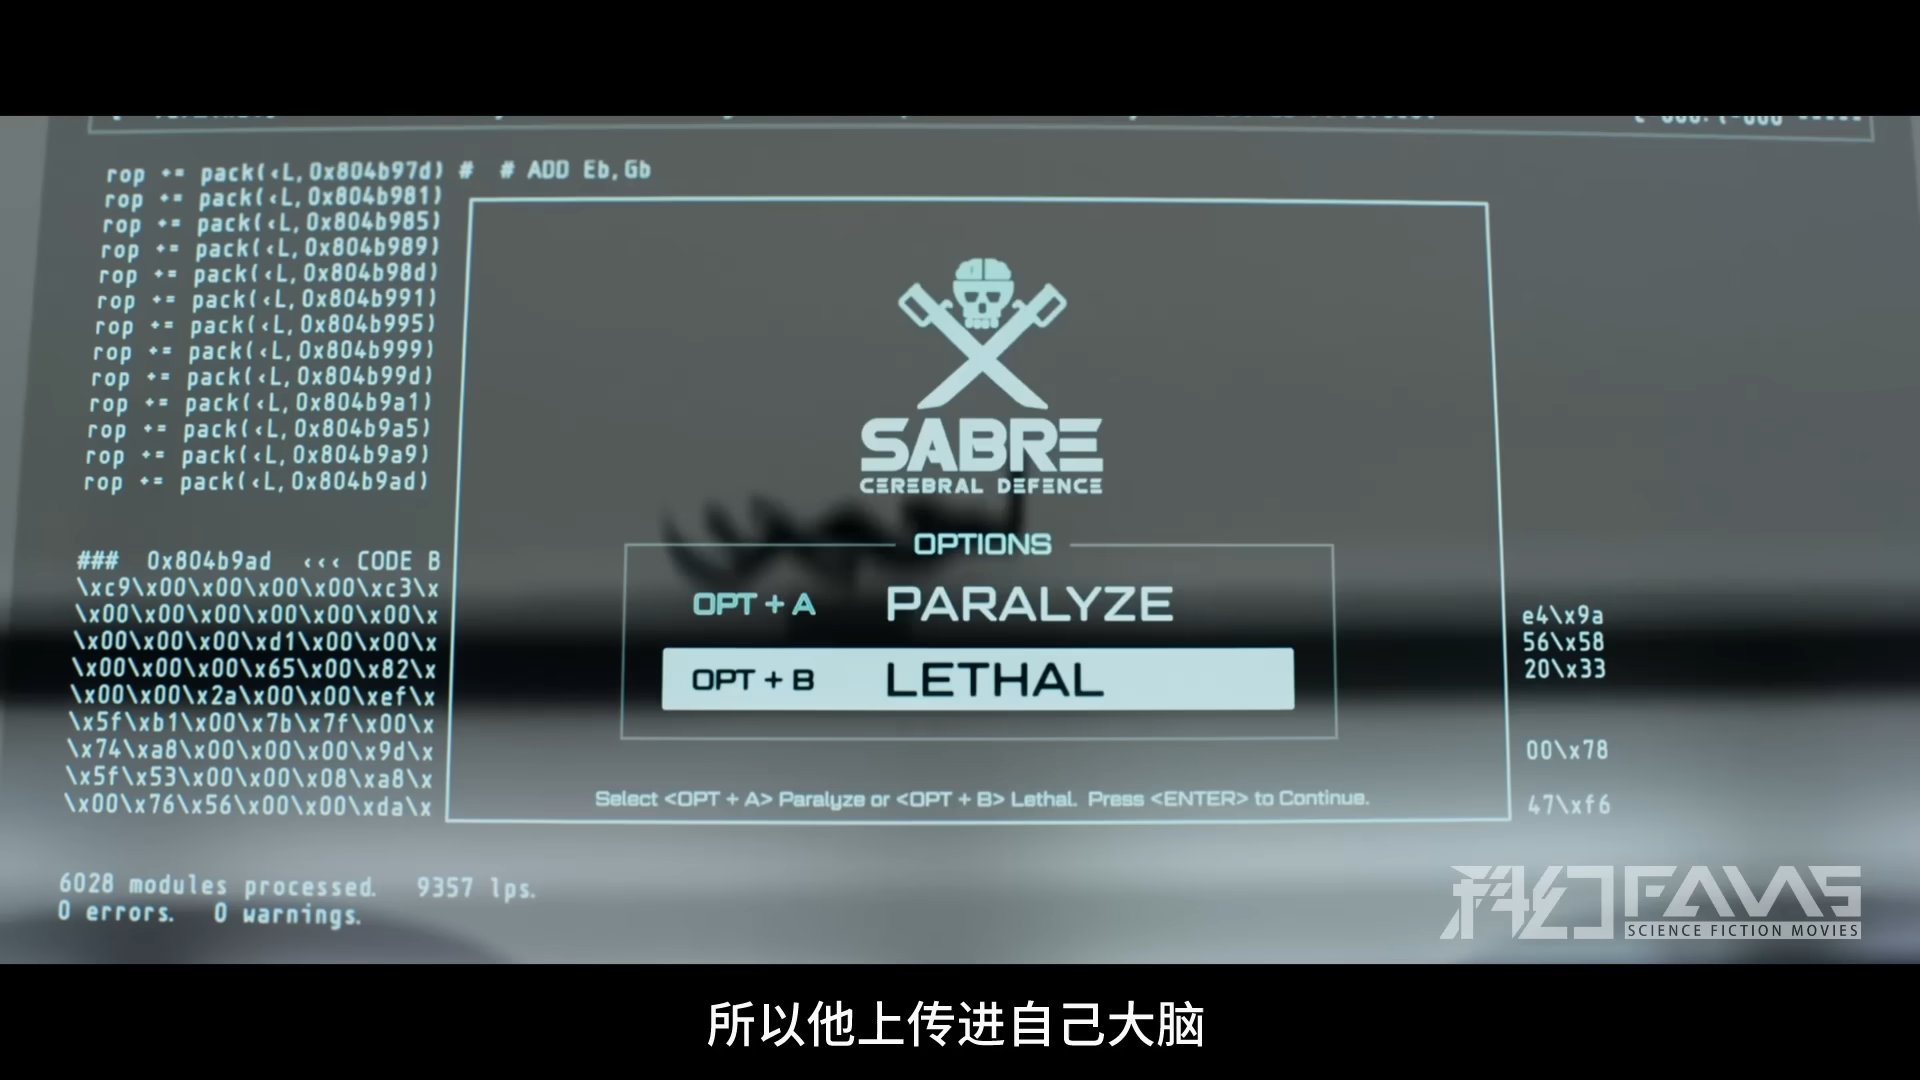 rop += pack(‹L,0x804b97d) #  # ADD Eb,Gb
rop += pack(‹L,0x804b981)
rop += pack(‹L,0x804b985)
rop += pack(‹L,0x804b989)
rop += pack(‹L,0x804b98d)
rop += pack(‹L,0x804b991)
rop += pack(‹L,0x804b995)
rop += pack(‹L,0x804b999)
rop += pack(‹L,0x804b99d)
rop += pack(‹L,0x804b9a1)
rop += pack(‹L,0x804b9a5)
rop += pack(‹L,0x804b9a9)
rop += pack(‹L,0x804b9ad)
###  0x804b9ad  ‹‹‹ CODE B
\xc9\x00\x00\x00\x00\xc3\x
\x00\x00\x00\x00\x00\x00\x
\x00\x00\x00\xd1\x00\x00\x
\x00\x00\x00\x65\x00\x82\x
\x00\x00\x2a\x00\x00\xef\x
\x5f\xb1\x00\x7b\x7f\x00\x
\x74\xa8\x00\x00\x00\x9d\x
\x5f\x53\x00\x00\x08\xa8\x
\x00\x76\x56\x00\x00\xda\x
6028 modules processed.   9357 lps.
0 errors.   0 warnings.
SABRE
CEREBRAL DEFENCE
OPTIONS
OPT + A PARALYZE
OPT + B LETHAL
Select <OPT + A> Paralyze or <OPT + B> Lethal.  Press <ENTER> to Continue.
e4\x9a
56\x58
20\x33
00\x78
47\xf6
科幻FAVAS
SCIENCE FICTION MOVIES
所以他上传进自己大脑